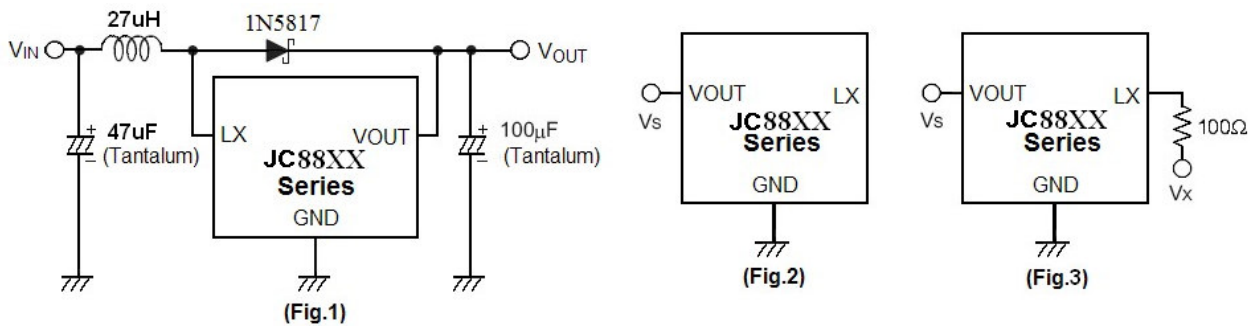 27uH
1N5817
VIN
VOUT
47uF
(Tantalum)
+
−
LX
VOUT
JC88XX
Series
GND
+
−
100μF
(Tantalum)
(Fig.1)
VS
VOUT
LX
JC88XX
Series
GND
(Fig.2)
VS
VOUT
LX
JC88XX
Series
GND
100Ω
VX
(Fig.3)